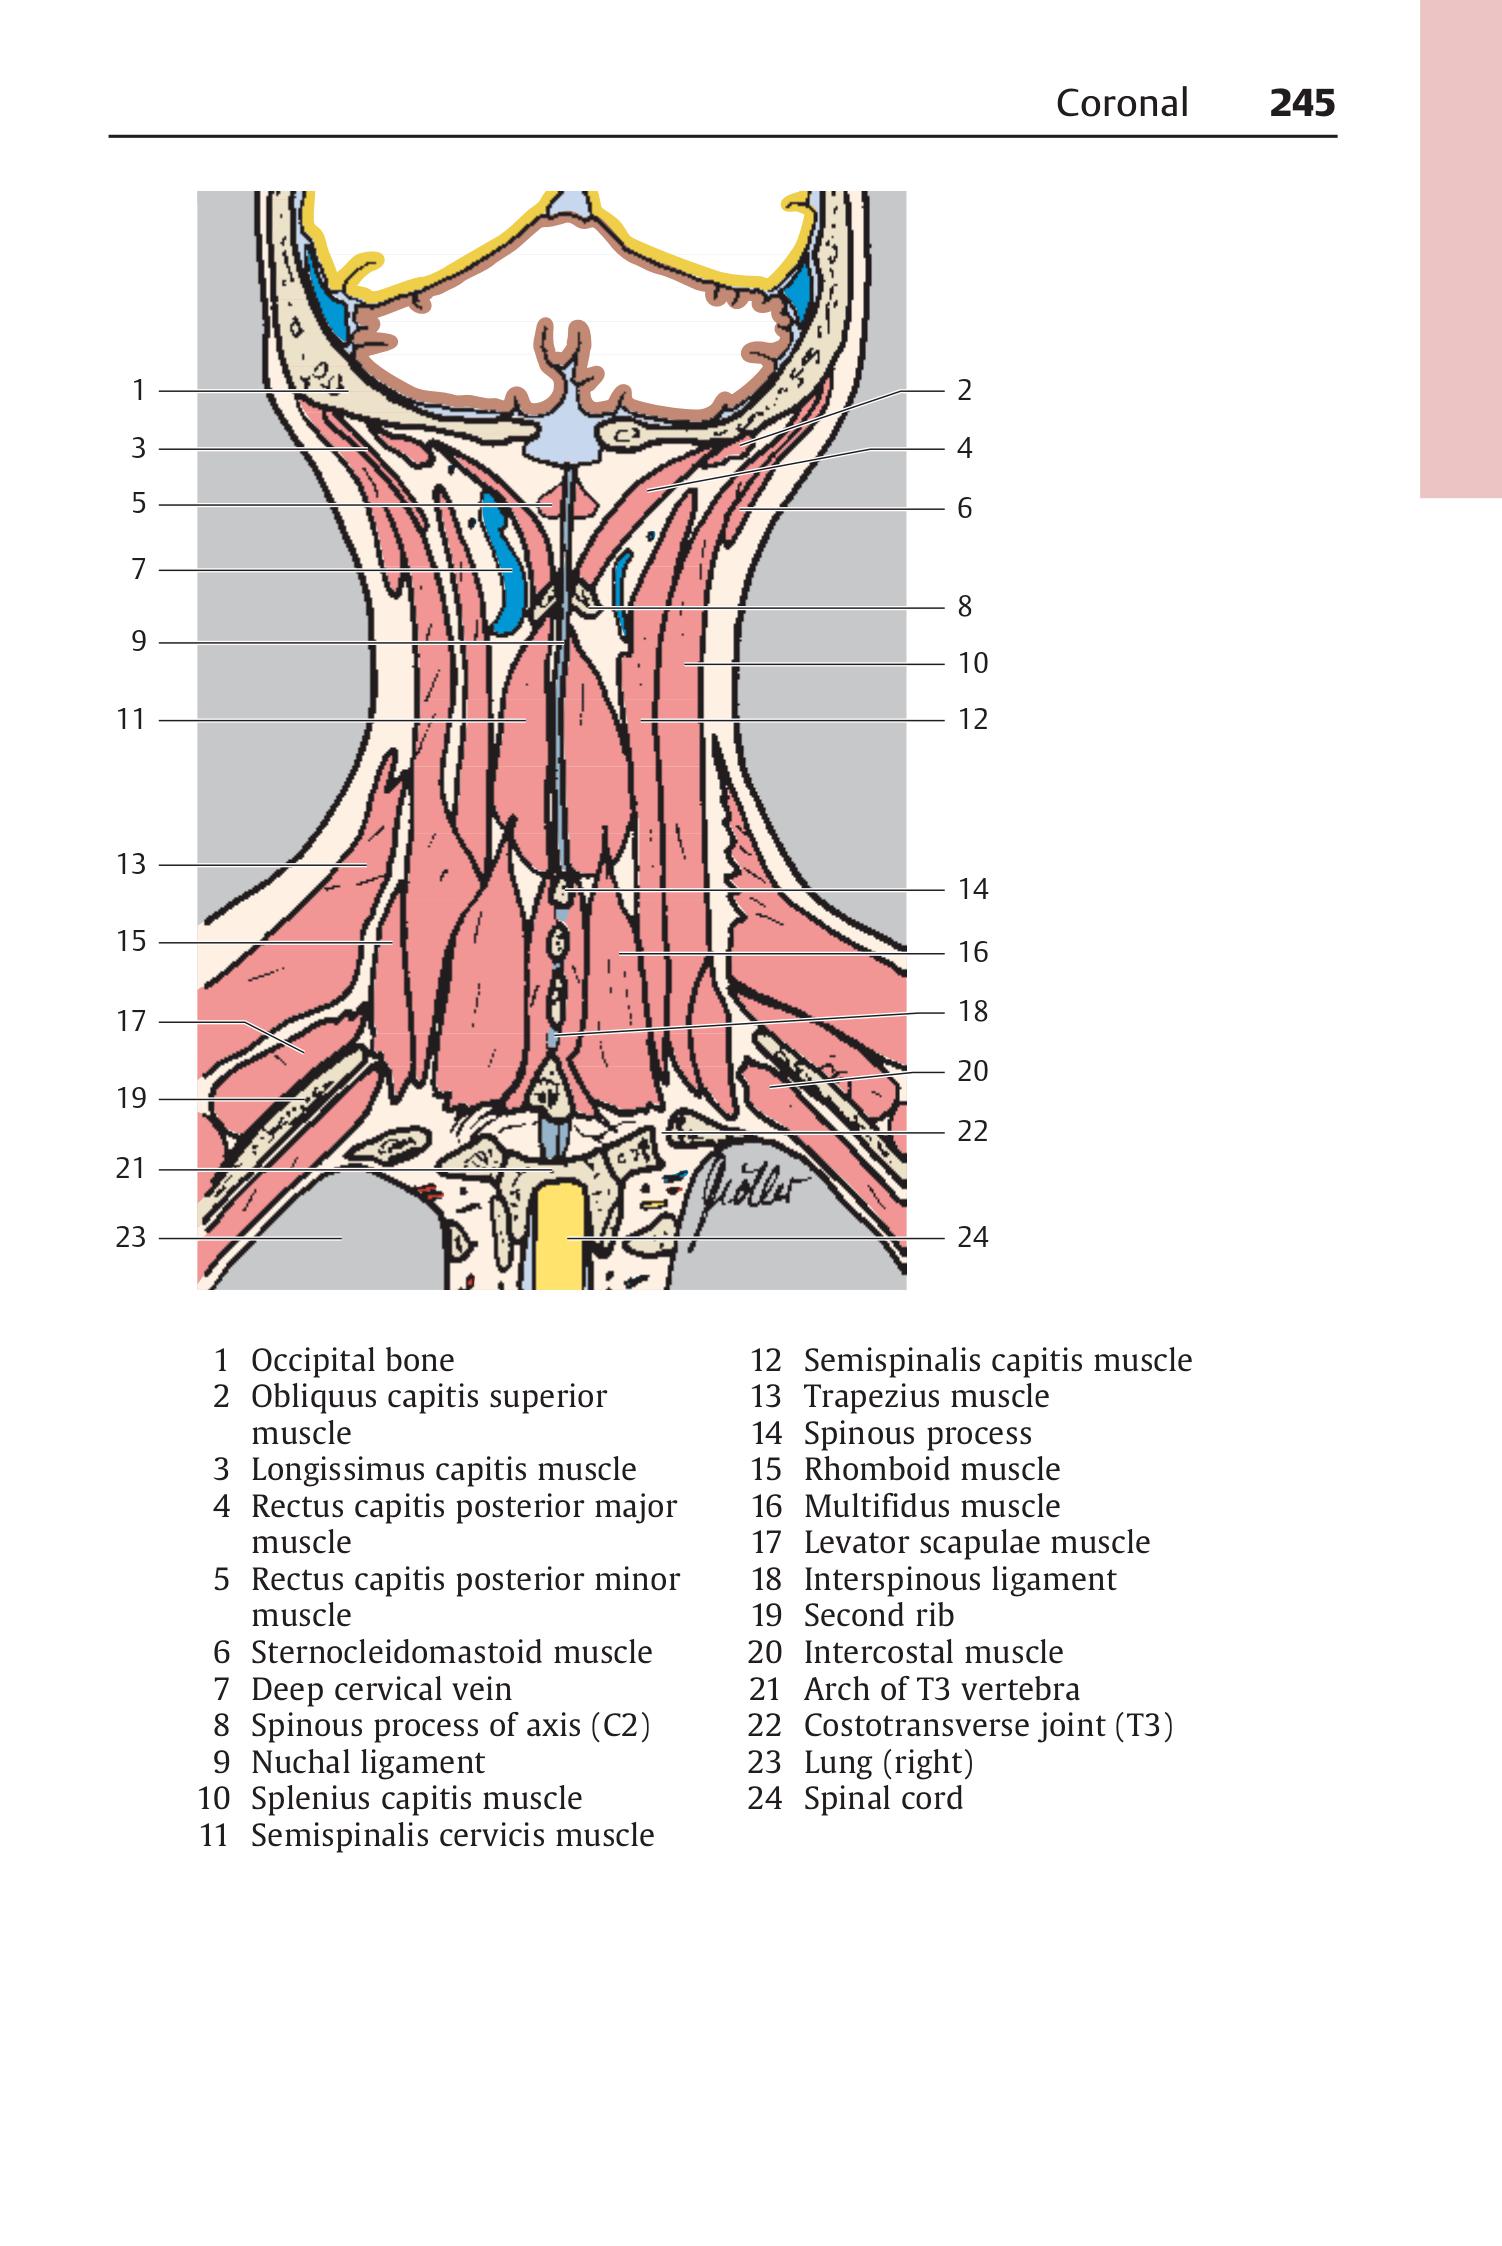 Coronal 245
1
2
3
4
5
6
7
8
9
10
11
12
13
14
15
16
17
18
19
20
21
22
23
24
Möller
1 Occipital bone
2 Obliquus capitis superior
muscle
3 Longissimus capitis muscle
4 Rectus capitis posterior major
muscle
5 Rectus capitis posterior minor
muscle
6 Sternocleidomastoid muscle
7 Deep cervical vein
8 Spinous process of axis (C2)
9 Nuchal ligament
10 Splenius capitis muscle
11 Semispinalis cervicis muscle
12 Semispinalis capitis muscle
13 Trapezius muscle
14 Spinous process
15 Rhomboid muscle
16 Multifidus muscle
17 Levator scapulae muscle
18 Interspinous ligament
19 Second rib
20 Intercostal muscle
21 Arch of T3 vertebra
22 Costotransverse joint (T3)
23 Lung (right)
24 Spinal cord